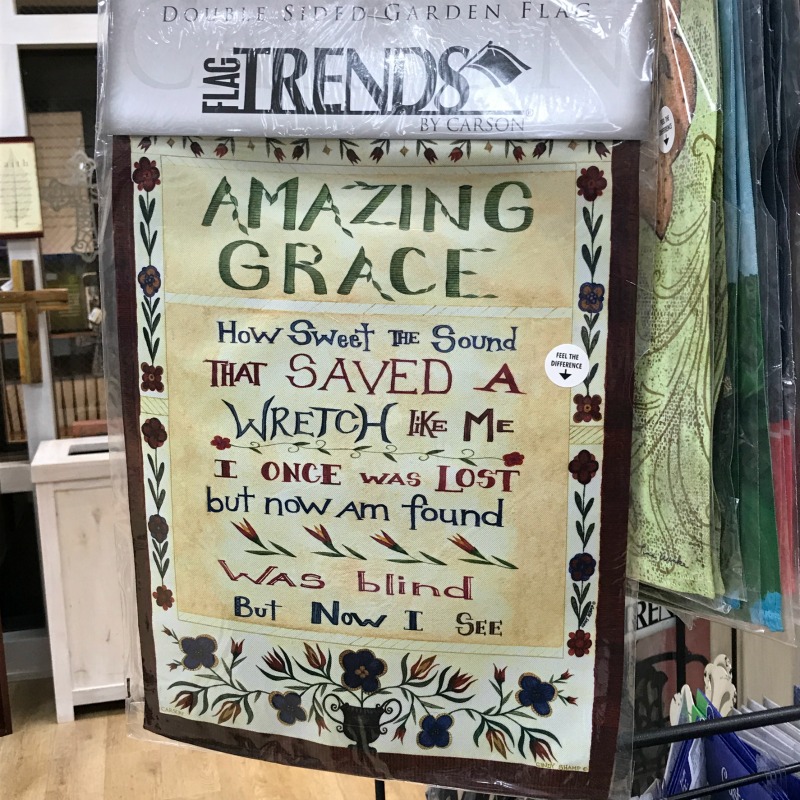 DOUBLE SIDED GARDEN FLAG
FLAG TRENDS
BY CARSON
AMAZING
GRACE
How Sweet THE Sound
THAT SAVED A
WRETCH liKE ME
I ONCE WAS LOST
but now am found
Was blind
But Now I SEE
FEEL THE
DIFFERENCE